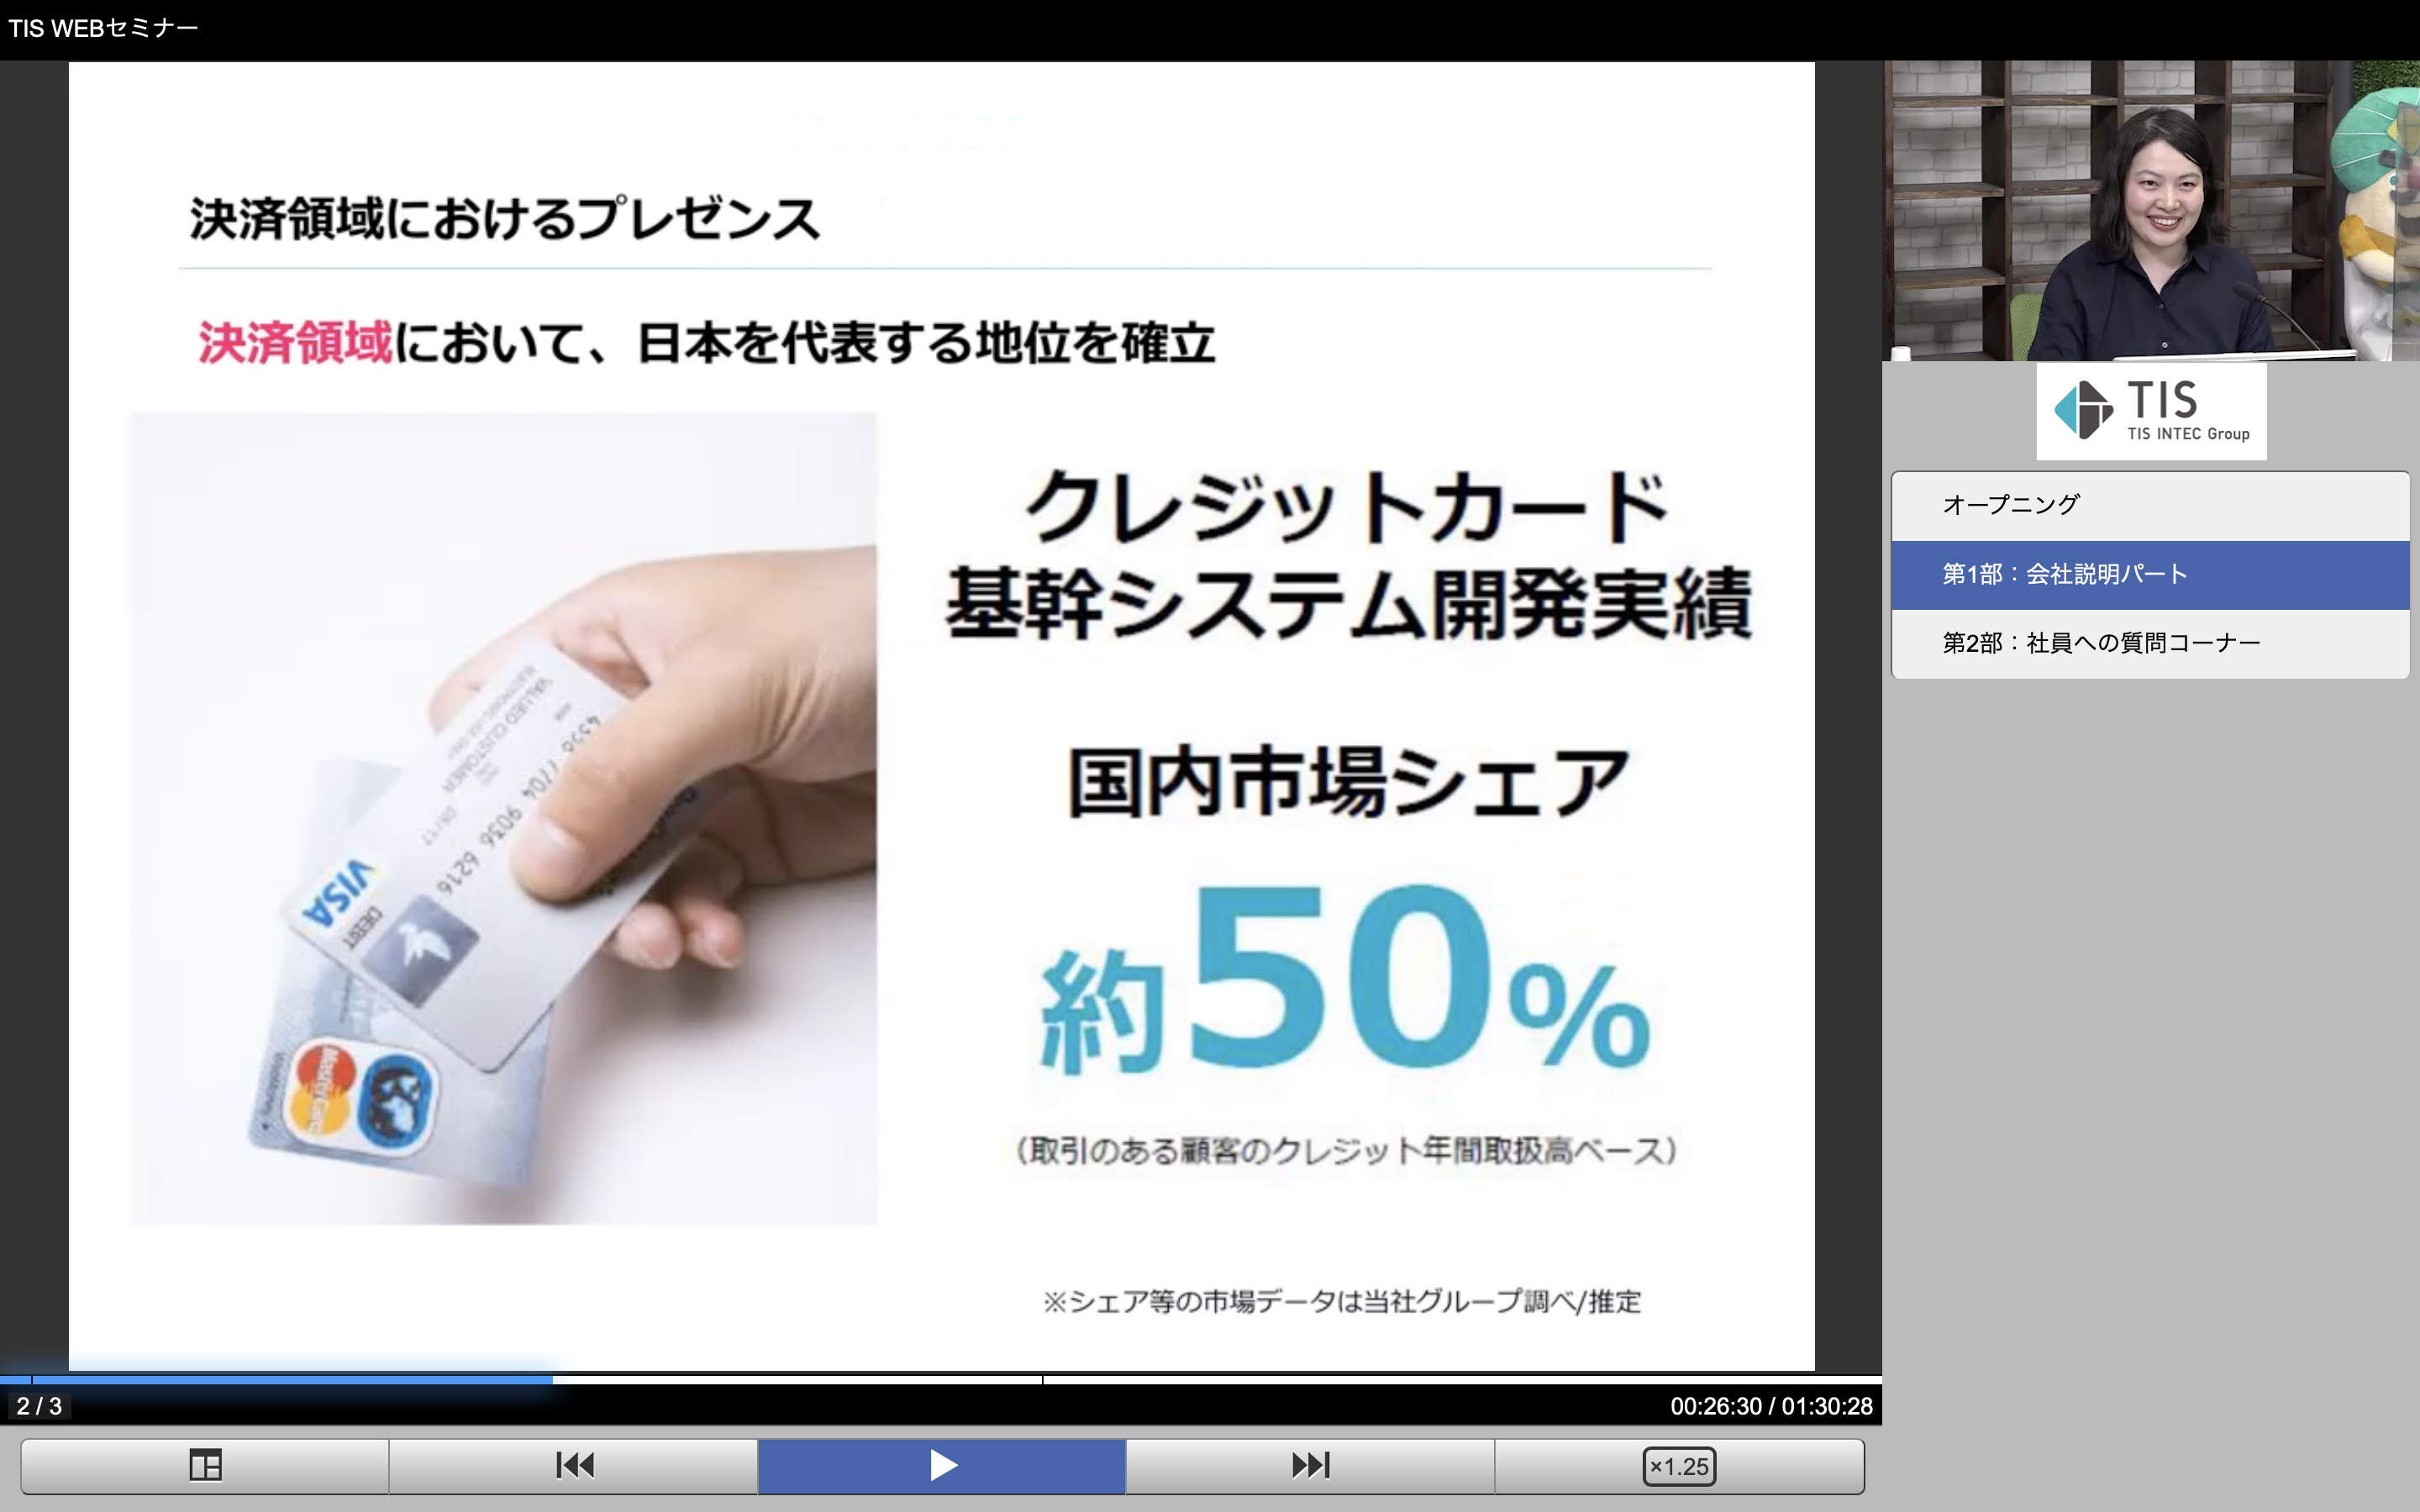 TIS WEBセミナー
決済領域におけるプレゼンス
決済領域において、日本を代表する地位を確立
クレジットカード
基幹システム開発実績
国内市場シェア
約50%
（取引のある顧客のクレジット年間取扱高ベース）
※シェア等の市場データは当社グループ調べ/推定
VALUED CUSTOMER
9036 6216
VISA
DEBIT
MasterCard
TIS
TIS INTEC Group
オープニング
第1部：会社説明パート
第2部：社員への質問コーナー
2 / 3
00:26:30 / 01:30:28
×1.25